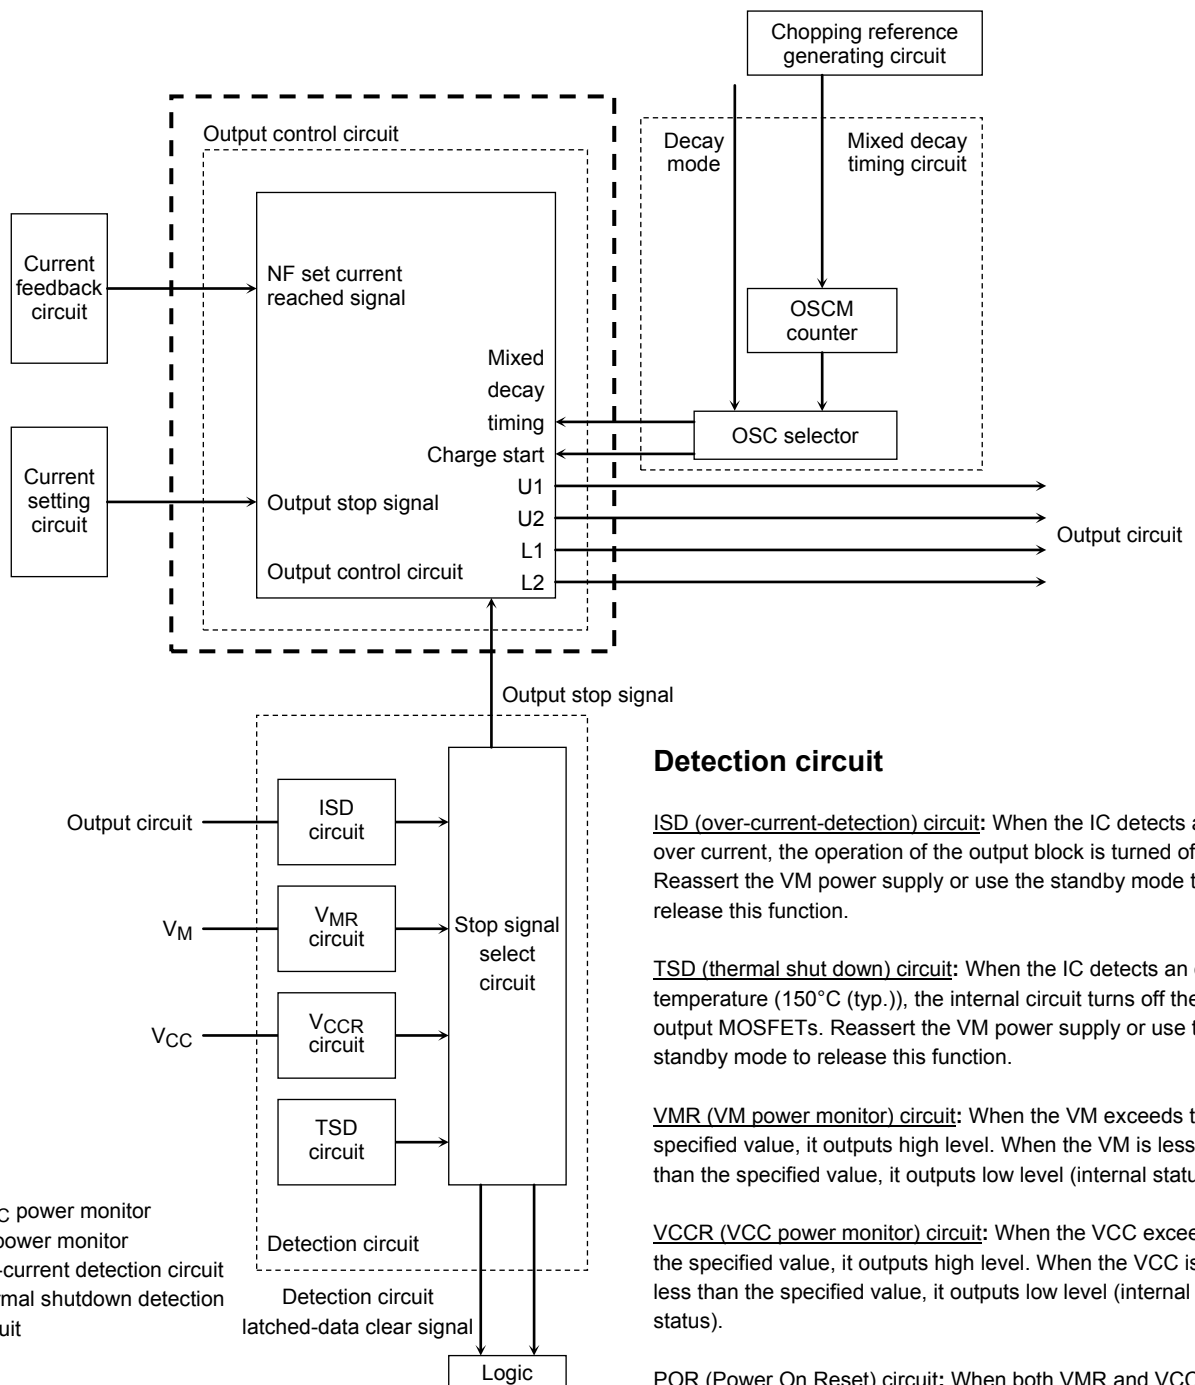 Chopping reference
generating circuit
Output control circuit
Decay
mode
Mixed decay
timing circuit
Current
feedback
circuit
NF set current
reached signal
OSCM
counter
Mixed
decay
timing
Charge start
OSC selector
Current
setting
circuit
Output stop signal
U1
U2
L1
L2
Output circuit
Output control circuit
Output stop signal
Detection circuit
ISD (over-current-detection) circuit: When the IC detects a
over current, the operation of the output block is turned of
Reassert the VM power supply or use the standby mode t
release this function.
TSD (thermal shut down) circuit: When the IC detects an
temperature (150°C (typ.)), the internal circuit turns off the
output MOSFETs. Reassert the VM power supply or use t
standby mode to release this function.
VMR (VM power monitor) circuit: When the VM exceeds t
specified value, it outputs high level. When the VM is less
than the specified value, it outputs low level (internal statu
VCCR (VCC power monitor) circuit: When the VCC excee
the specified value, it outputs high level. When the VCC is
less than the specified value, it outputs low level (internal
status).
POR (Power On Reset) circuit: When both VMR and VCC
Output circuit
ISD
circuit
VM
VMR
circuit
VCC
VCCR
circuit
TSD
circuit
Stop signal
select
circuit
Detection circuit
C power monitor
power monitor
-current detection circuit
rmal shutdown detection
uit
Detection circuit
latched-data clear signal
Logic